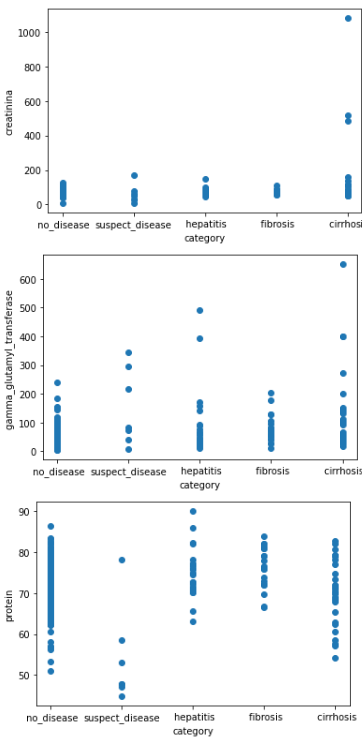 1000
800
600
400
200
0
creatinina
no_disease suspect_disease hepatitis fibrosis cirrhosis
category
600
500
400
300
200
100
0
gamma_glutamyl_transferase
no_disease suspect_disease hepatitis fibrosis cirrhosis
category
90
80
70
60
50
protein
no_disease suspect_disease hepatitis fibrosis cirrhosis
category